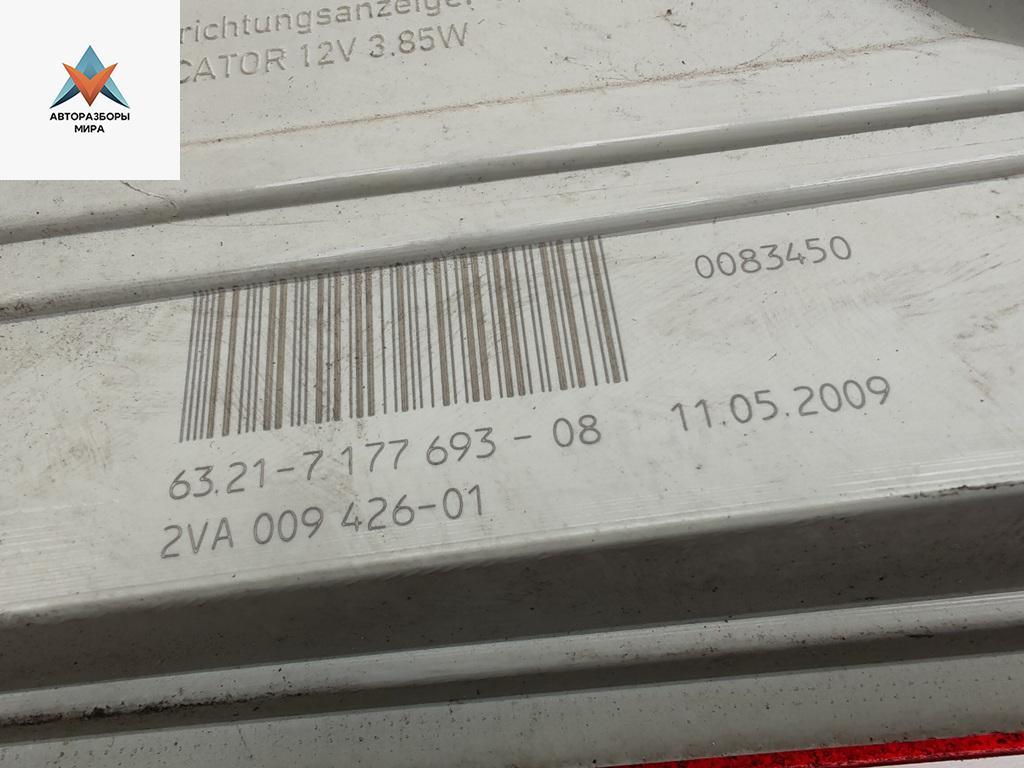 АВТОРАЗБОРЫ
МИРА
richtungsanzeige
CATOR 12V 3.85W
0083450
63.21-7 177 693 - 08 11.05.2009
2VA 009 426-01